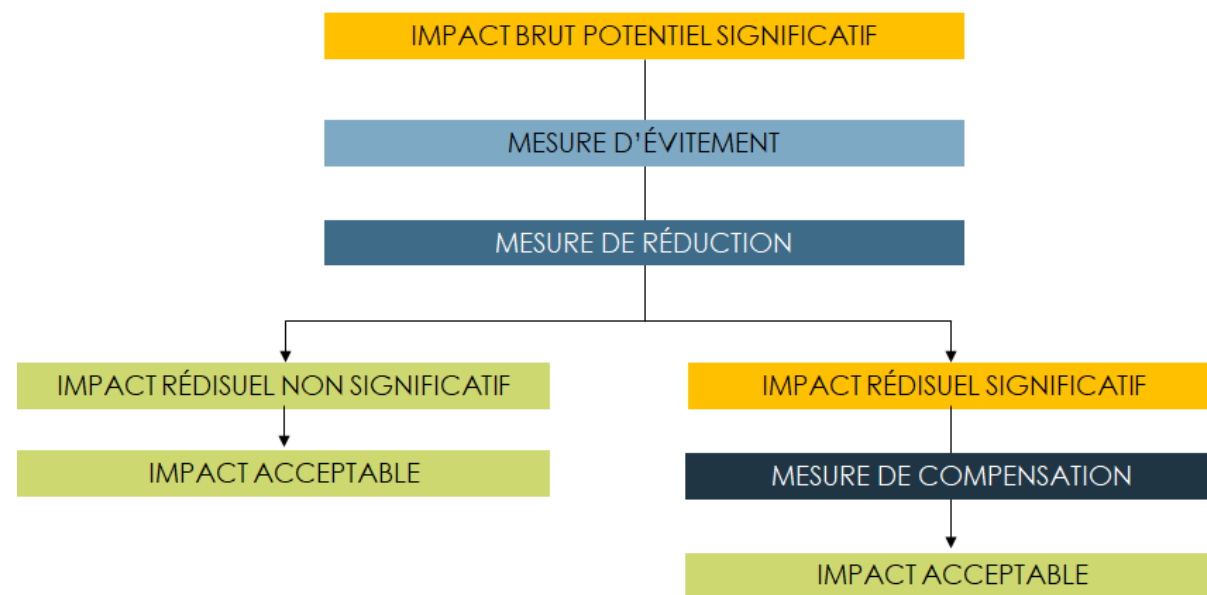 IMPACT BRUT POTENTIEL SIGNIFICATIF
MESURE D'ÉVITEMENT
MESURE DE RÉDUCTION
IMPACT RÉDISUEL NON SIGNIFICATIF
IMPACT RÉDISUEL SIGNIFICATIF
IMPACT ACCEPTABLE
MESURE DE COMPENSATION
IMPACT ACCEPTABLE